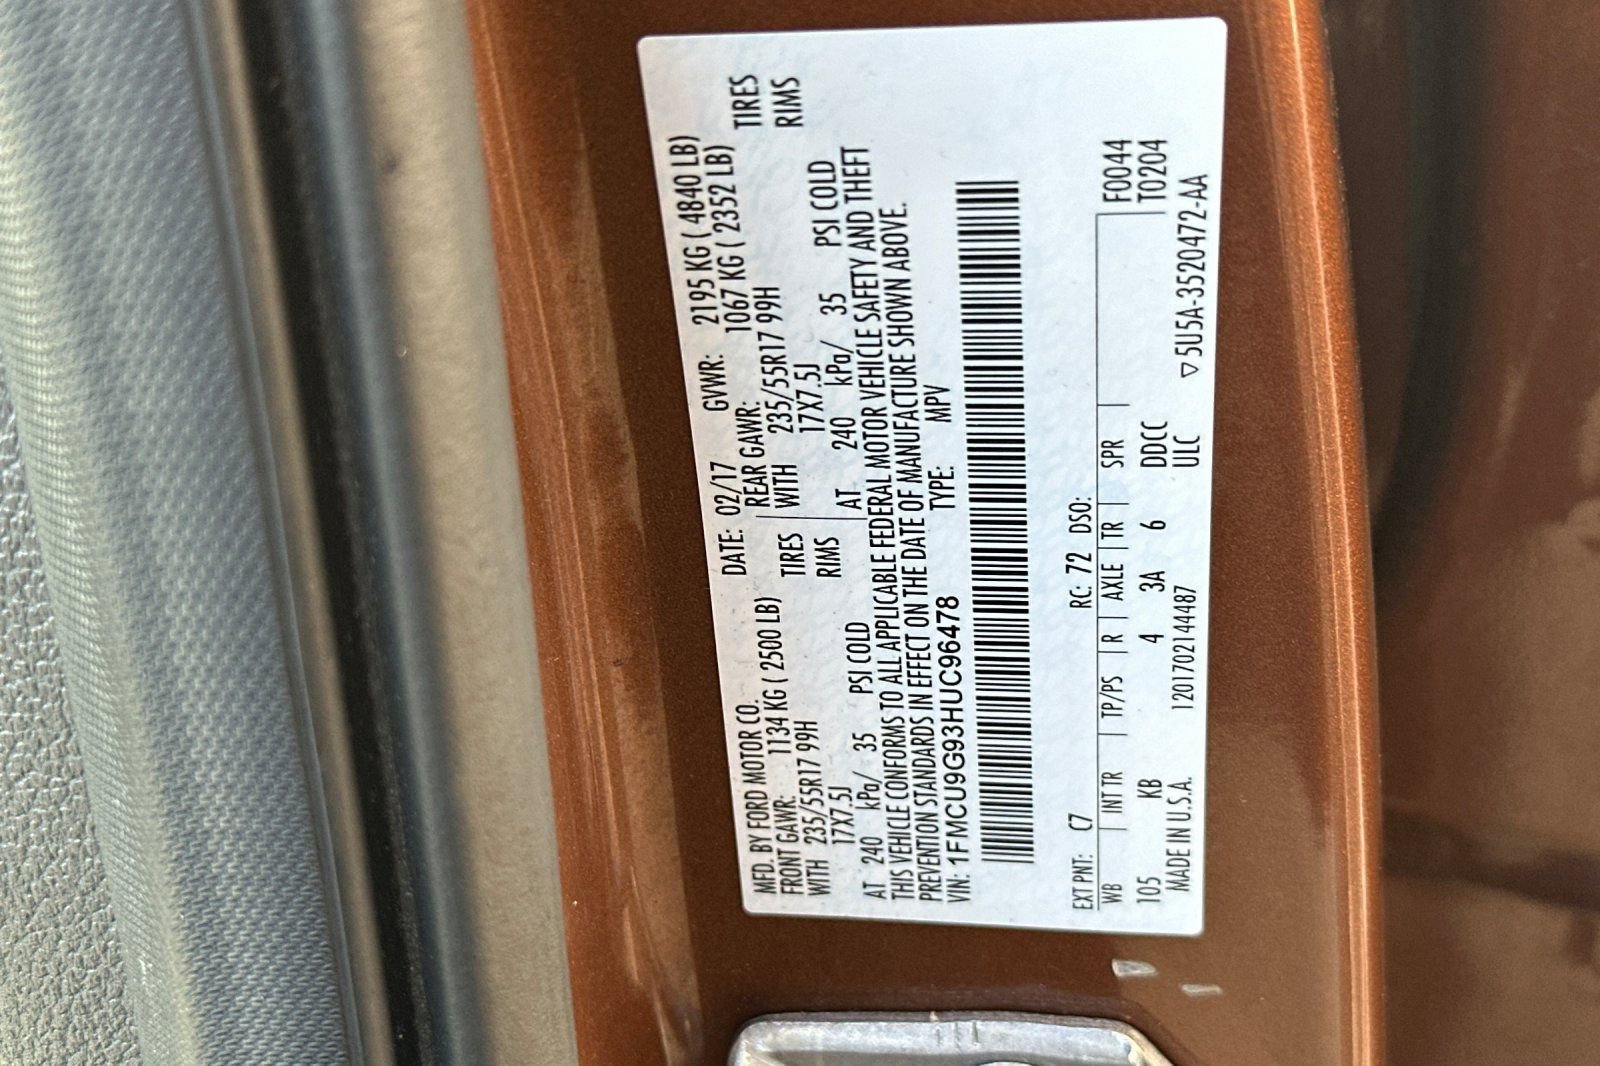 MFD. BY FORD MOTOR CO. DATE: 02/17 GVWR: 2195 KG ( 4840 LB)
FRONT GAWR: 1134 KG ( 2500 LB) REAR GAWR: 1067 KG ( 2352 LB)
WITH 235/55R17 99H TIRES WITH 235/55R17 99H TIRES
17X7.5J RIMS 17X7.5J RIMS
AT 240 kPa/ 35 PSI COLD AT 240 kPa/ 35 PSI COLD
THIS VEHICLE CONFORMS TO ALL APPLICABLE FEDERAL MOTOR VEHICLE SAFETY AND THEFT
PREVENTION STANDARDS IN EFFECT ON THE DATE OF MANUFACTURE SHOWN ABOVE.
VIN: 1FMCU9G93HUC96478 TYPE: MPV
EXT PNT: C7 RC: 72 DSO: F0044
WB INT TR TP/PS R AXLE TR SPR T0204
105 KB 4 3A 6 DDCC
MADE IN U.S.A. 120170214487 ULC ▽ 5U5A-3520472-AA